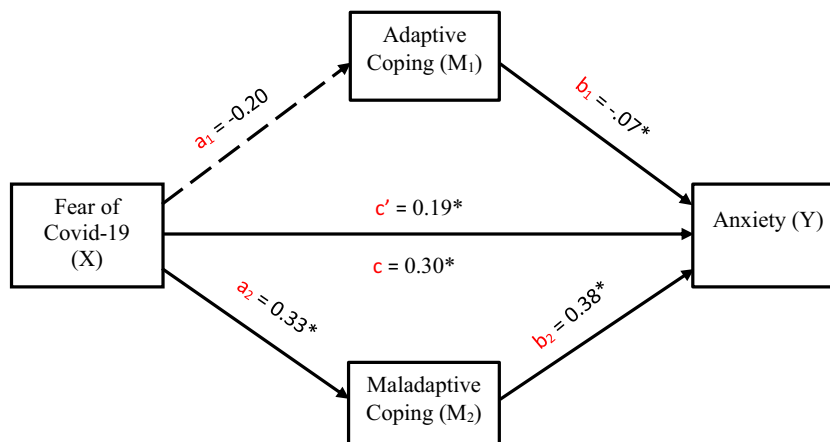 Adaptive
Coping (M₁)
a₁ = -0.20
b₁ = -.07*
Fear of
Covid-19
(X)
c’ = 0.19*
c = 0.30*
Anxiety (Y)
a₂ = 0.33*
b₂ = 0.38*
Maladaptive
Coping (M₂)